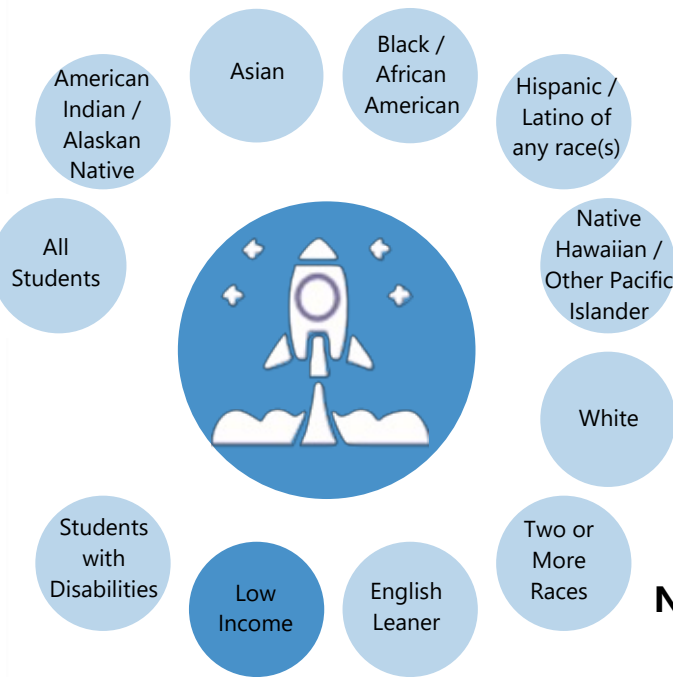 American
Indian /
Alaskan
Native
Asian
Black /
African
American
Hispanic /
Latino of
any race(s)
All
Students
Native
Hawaiian /
Other Pacific
Islander
White
Students
with
Disabilities
Low
Income
English
Leaner
Two or
More
Races
N